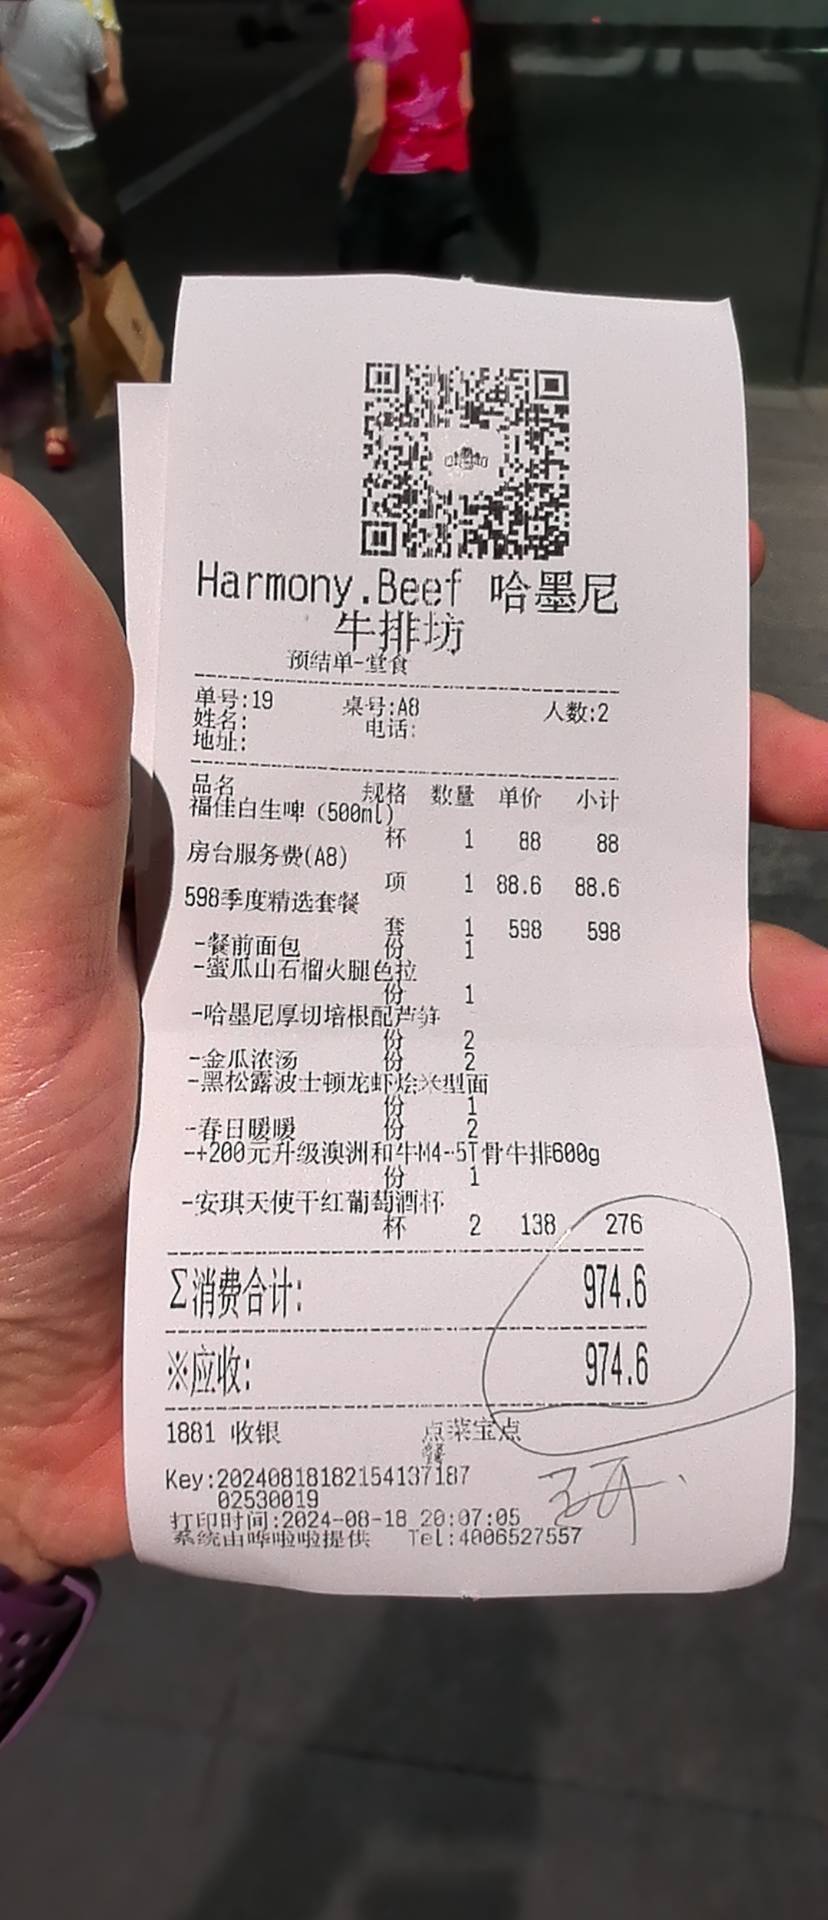 Harmony.Beef 哈墨尼
牛排坊
预结单-堂食
单号:19 桌号:A8 人数:2
姓名: 电话:
地址:
品名 规格 数量 单价 小计
福佳白生啤(500ml)
杯 1 88 88
房台服务费(A8)
项 1 88.6 88.6
598季度精选套餐
套 1 598 598
-餐前面包 份 1
-蜜瓜山石榴火腿色拉
份 1
-哈墨尼厚切培根配芦笋
份 2
-金瓜浓汤 份 2
-黑松露波士顿龙虾烩米型面
份 1
-春日暖暖 份 2
-+200元升级澳洲和牛M4-5T骨牛排600g
份 1
-安琪天使干红葡萄酒杯
杯 2 138 276
Σ消费合计: 974.6
※应收: 974.6
1881 收银 点菜宝点
餐
Key:20240818182154137187
02530019
打印时间:2024-08-18 20:07:05
系统由哗啦啦提供 Tel:4006527557